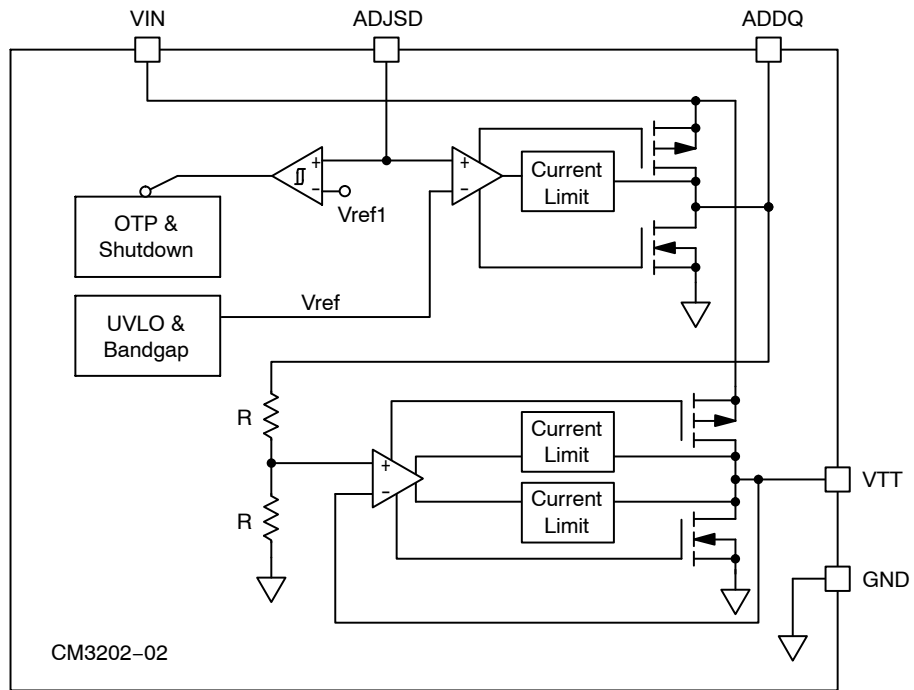 VIN
ADJSD
ADDQ
+
−
Vref1
+
−
Current
Limit
OTP &
Shutdown
UVLO &
Bandgap
Vref
R
R
+
−
Current
Limit
Current
Limit
VTT
GND
CM3202−02